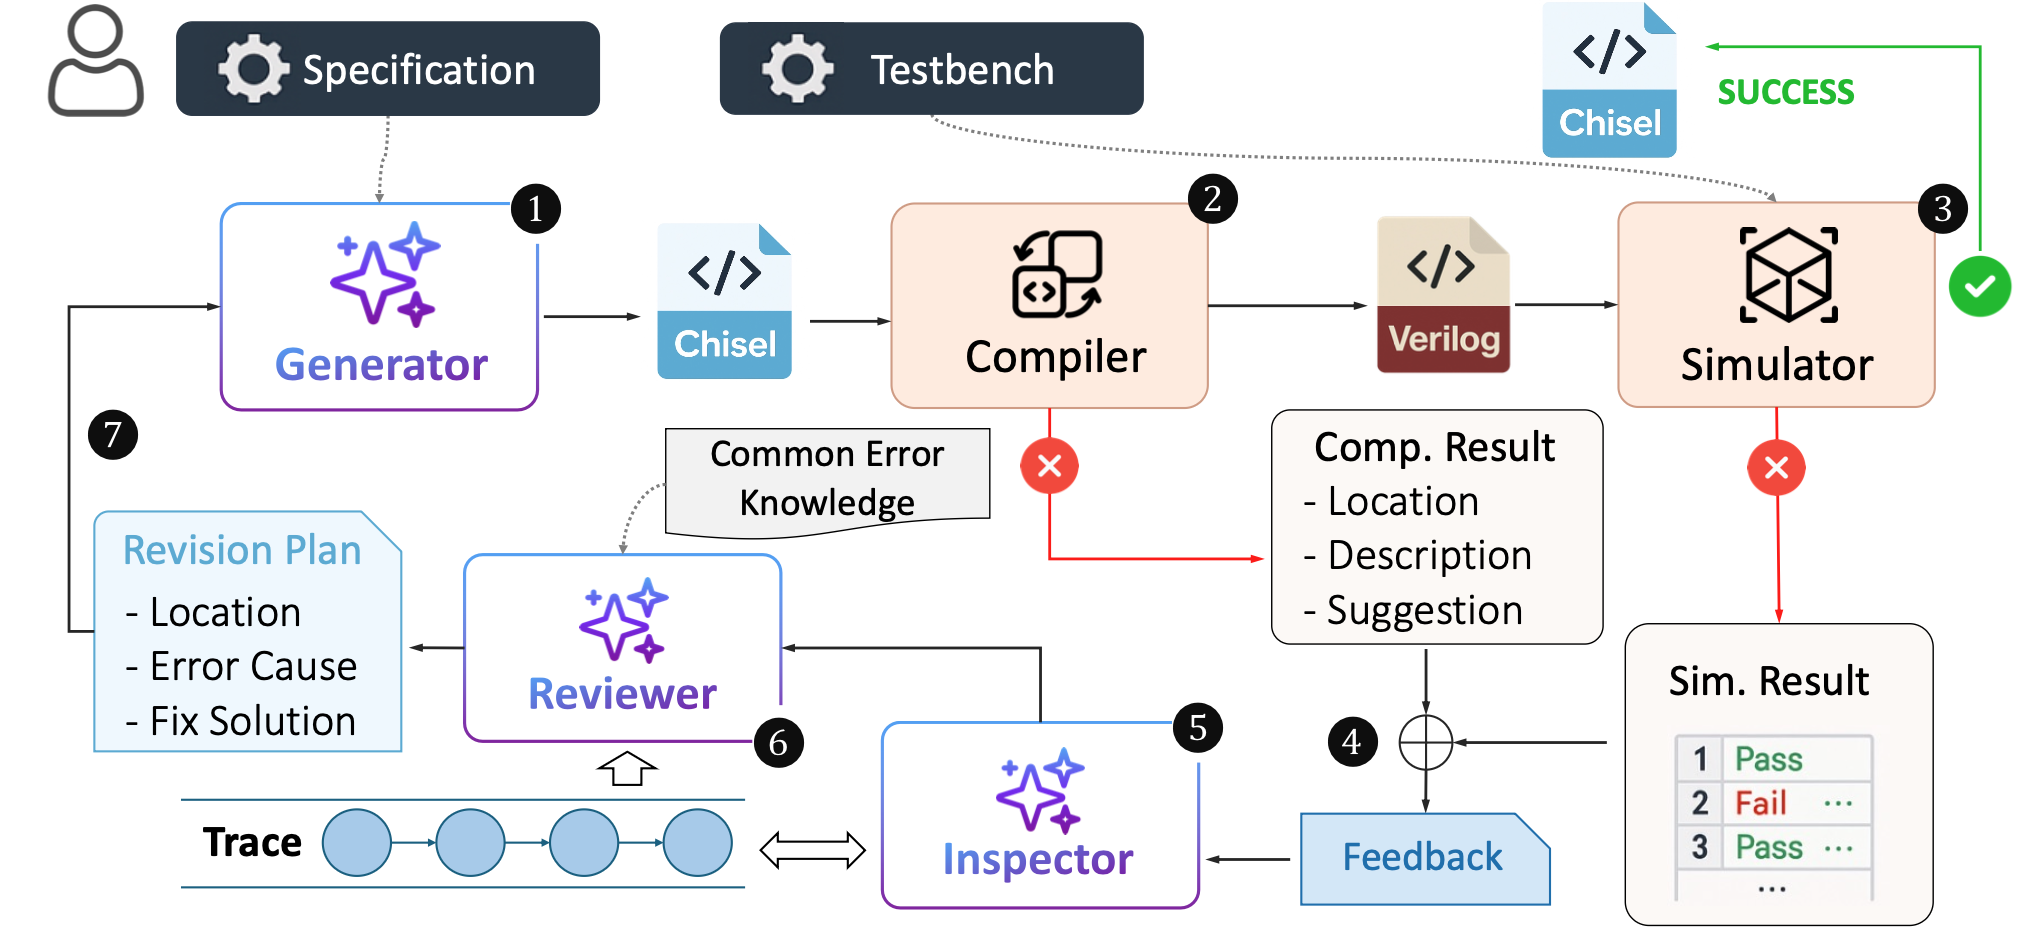 Specification
Testbench
</>
Chisel
SUCCESS
1
Generator
</>
Chisel
2
Compiler
</>
Verilog
3
Simulator
7
Common Error
Knowledge
Comp. Result
- Location
- Description
- Suggestion
Revision Plan
- Location
- Error Cause
- Fix Solution
Reviewer
6
Sim. Result
1 Pass
2 Fail ...
3 Pass ...
...
4
5
Inspector
Feedback
Trace